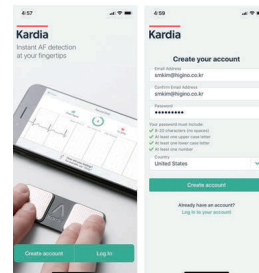 4:57
Kardia
Instant AF detection
at your fingertips
Create account
Log In
4:59
Kardia
Create your account
Email Address
smkim@higino.co.kr
Confirm Email Address
smkim@higino.co.kr
Password
•••••••••
Your password must include:
8-30 characters (no spaces)
At least one upper case letter
At least one lower case letter
At least one number
Country
United States
Create account
Already have an account?
Log in to your account